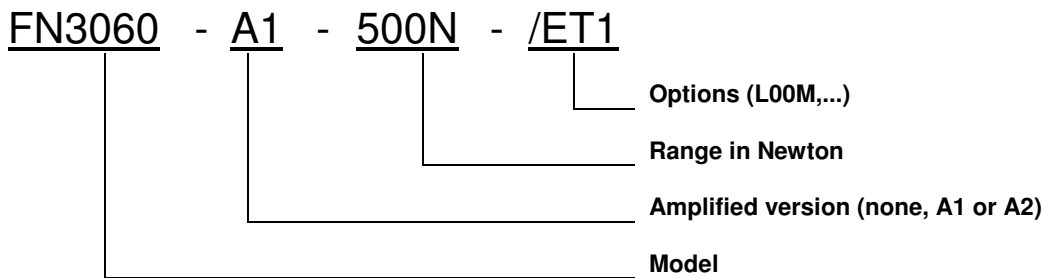 FN3060 - A1 - 500N - /ET1
Options (L00M,...)
Range in Newton
Amplified version (none, A1 or A2)
Model